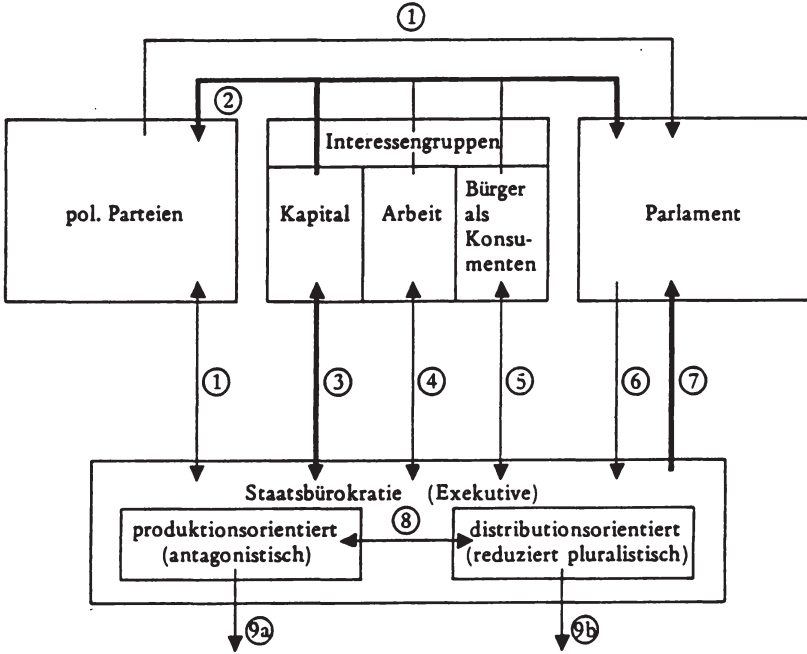 ①
②
Interessengruppen
pol. Parteien
Kapital
Arbeit
Bürger
als
Konsu-
menten
Parlament
①
③
④
⑤
⑥
⑦
Staatsbürokratie (Exekutive)
produktionsorientiert
(antagonistisch)
⑧
distributionsorientiert
(reduziert pluralistisch)
9a
9b